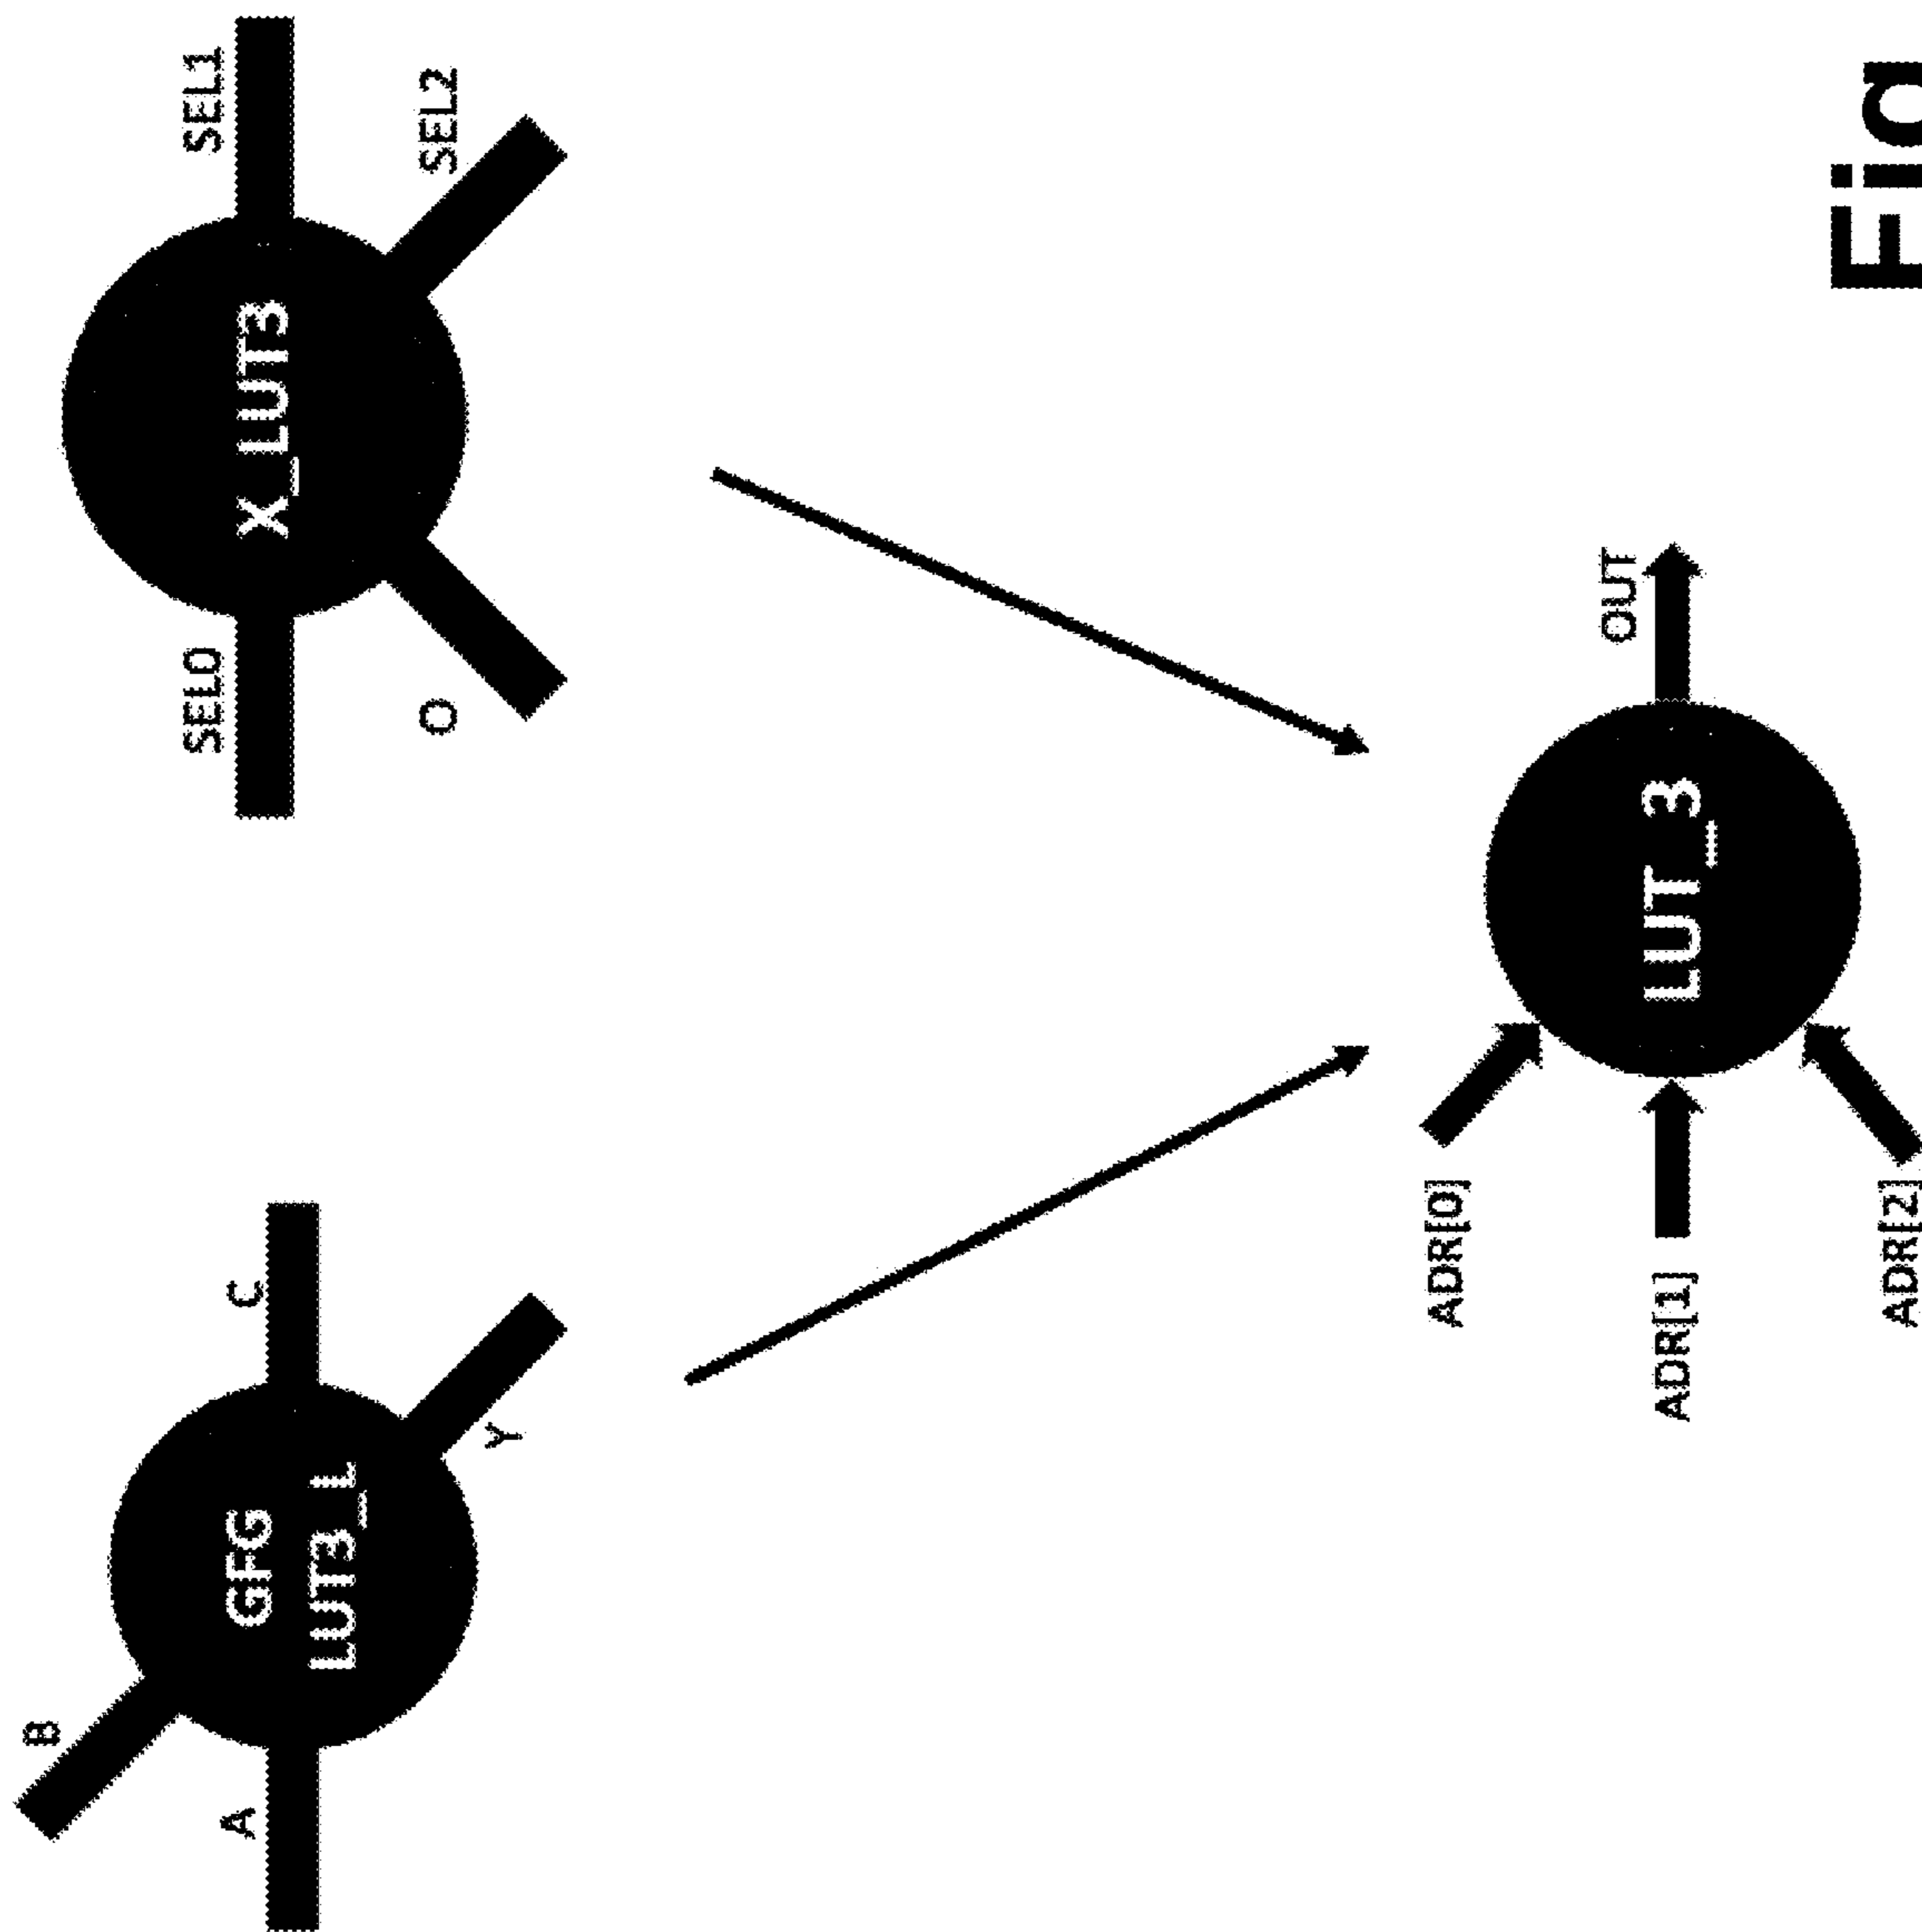 B
A
C
GFG
LUT3_L
Y
SEL0
SEL1
X_LUT3
O
SEL2
OUT
ADR[0]
LUT_3
ADR[1]
ADR[2]
Fig